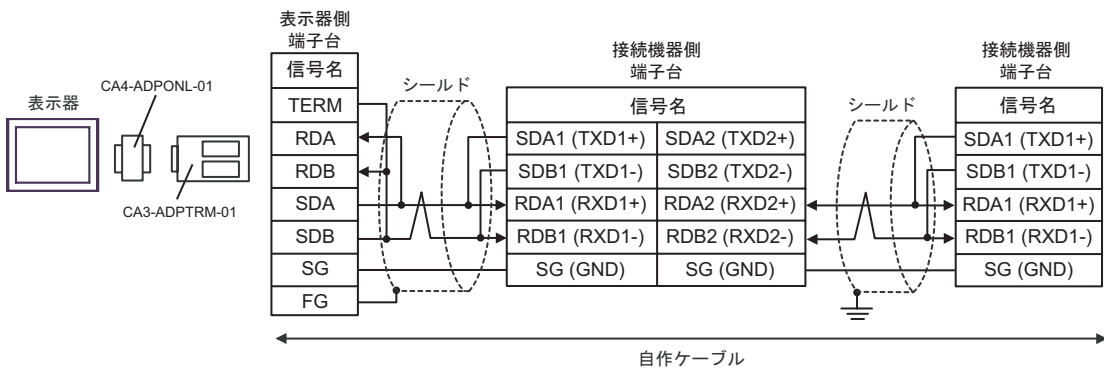 表示器
CA4-ADPONL-01
CA3-ADPTRM-01
表示器側
端子台
信号名
TERM
RDA
RDB
SDA
SDB
SG
FG
シールド
接続機器側
端子台
信号名
SDA1 (TXD1+) SDA2 (TXD2+)
SDB1 (TXD1-) SDB2 (TXD2-)
RDA1 (RXD1+) RDA2 (RXD2+)
RDB1 (RXD1-) RDB2 (RXD2-)
SG (GND) SG (GND)
シールド
接続機器側
端子台
信号名
SDA1 (TXD1+)
SDB1 (TXD1-)
RDA1 (RXD1+)
RDB1 (RXD1-)
SG (GND)
自作ケーブル